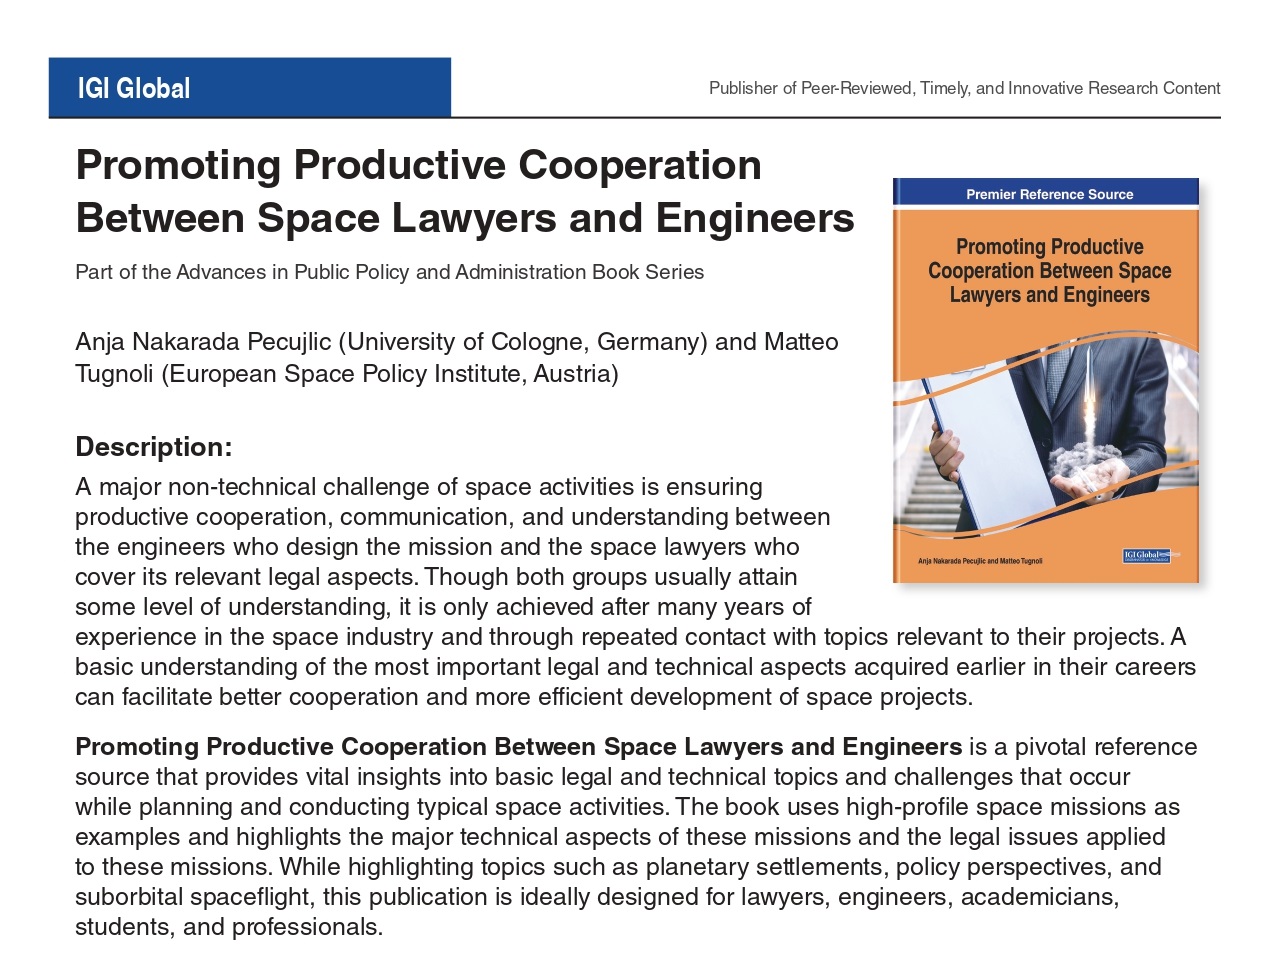 IGI Global
Publisher of Peer-Reviewed, Timely, and Innovative Research Content
Promoting Productive Cooperation
Between Space Lawyers and Engineers
Part of the Advances in Public Policy and Administration Book Series
Anja Nakarada Pecujlic (University of Cologne, Germany) and Matteo
Tugnoli (European Space Policy Institute, Austria)
Description:
A major non-technical challenge of space activities is ensuring
productive cooperation, communication, and understanding between
the engineers who design the mission and the space lawyers who
cover its relevant legal aspects. Though both groups usually attain
some level of understanding, it is only achieved after many years of
experience in the space industry and through repeated contact with topics relevant to their projects. A
basic understanding of the most important legal and technical aspects acquired earlier in their careers
can facilitate better cooperation and more efficient development of space projects.
Promoting Productive Cooperation Between Space Lawyers and Engineers is a pivotal reference
source that provides vital insights into basic legal and technical topics and challenges that occur
while planning and conducting typical space activities. The book uses high-profile space missions as
examples and highlights the major technical aspects of these missions and the legal issues applied
to these missions. While highlighting topics such as planetary settlements, policy perspectives, and
suborbital spaceflight, this publication is ideally designed for lawyers, engineers, academicians,
students, and professionals.
Premier Reference Source
Promoting Productive
Cooperation Between Space
Lawyers and Engineers
Anja Nakarada Pecujlic and Matteo Tugnoli
IGI Global